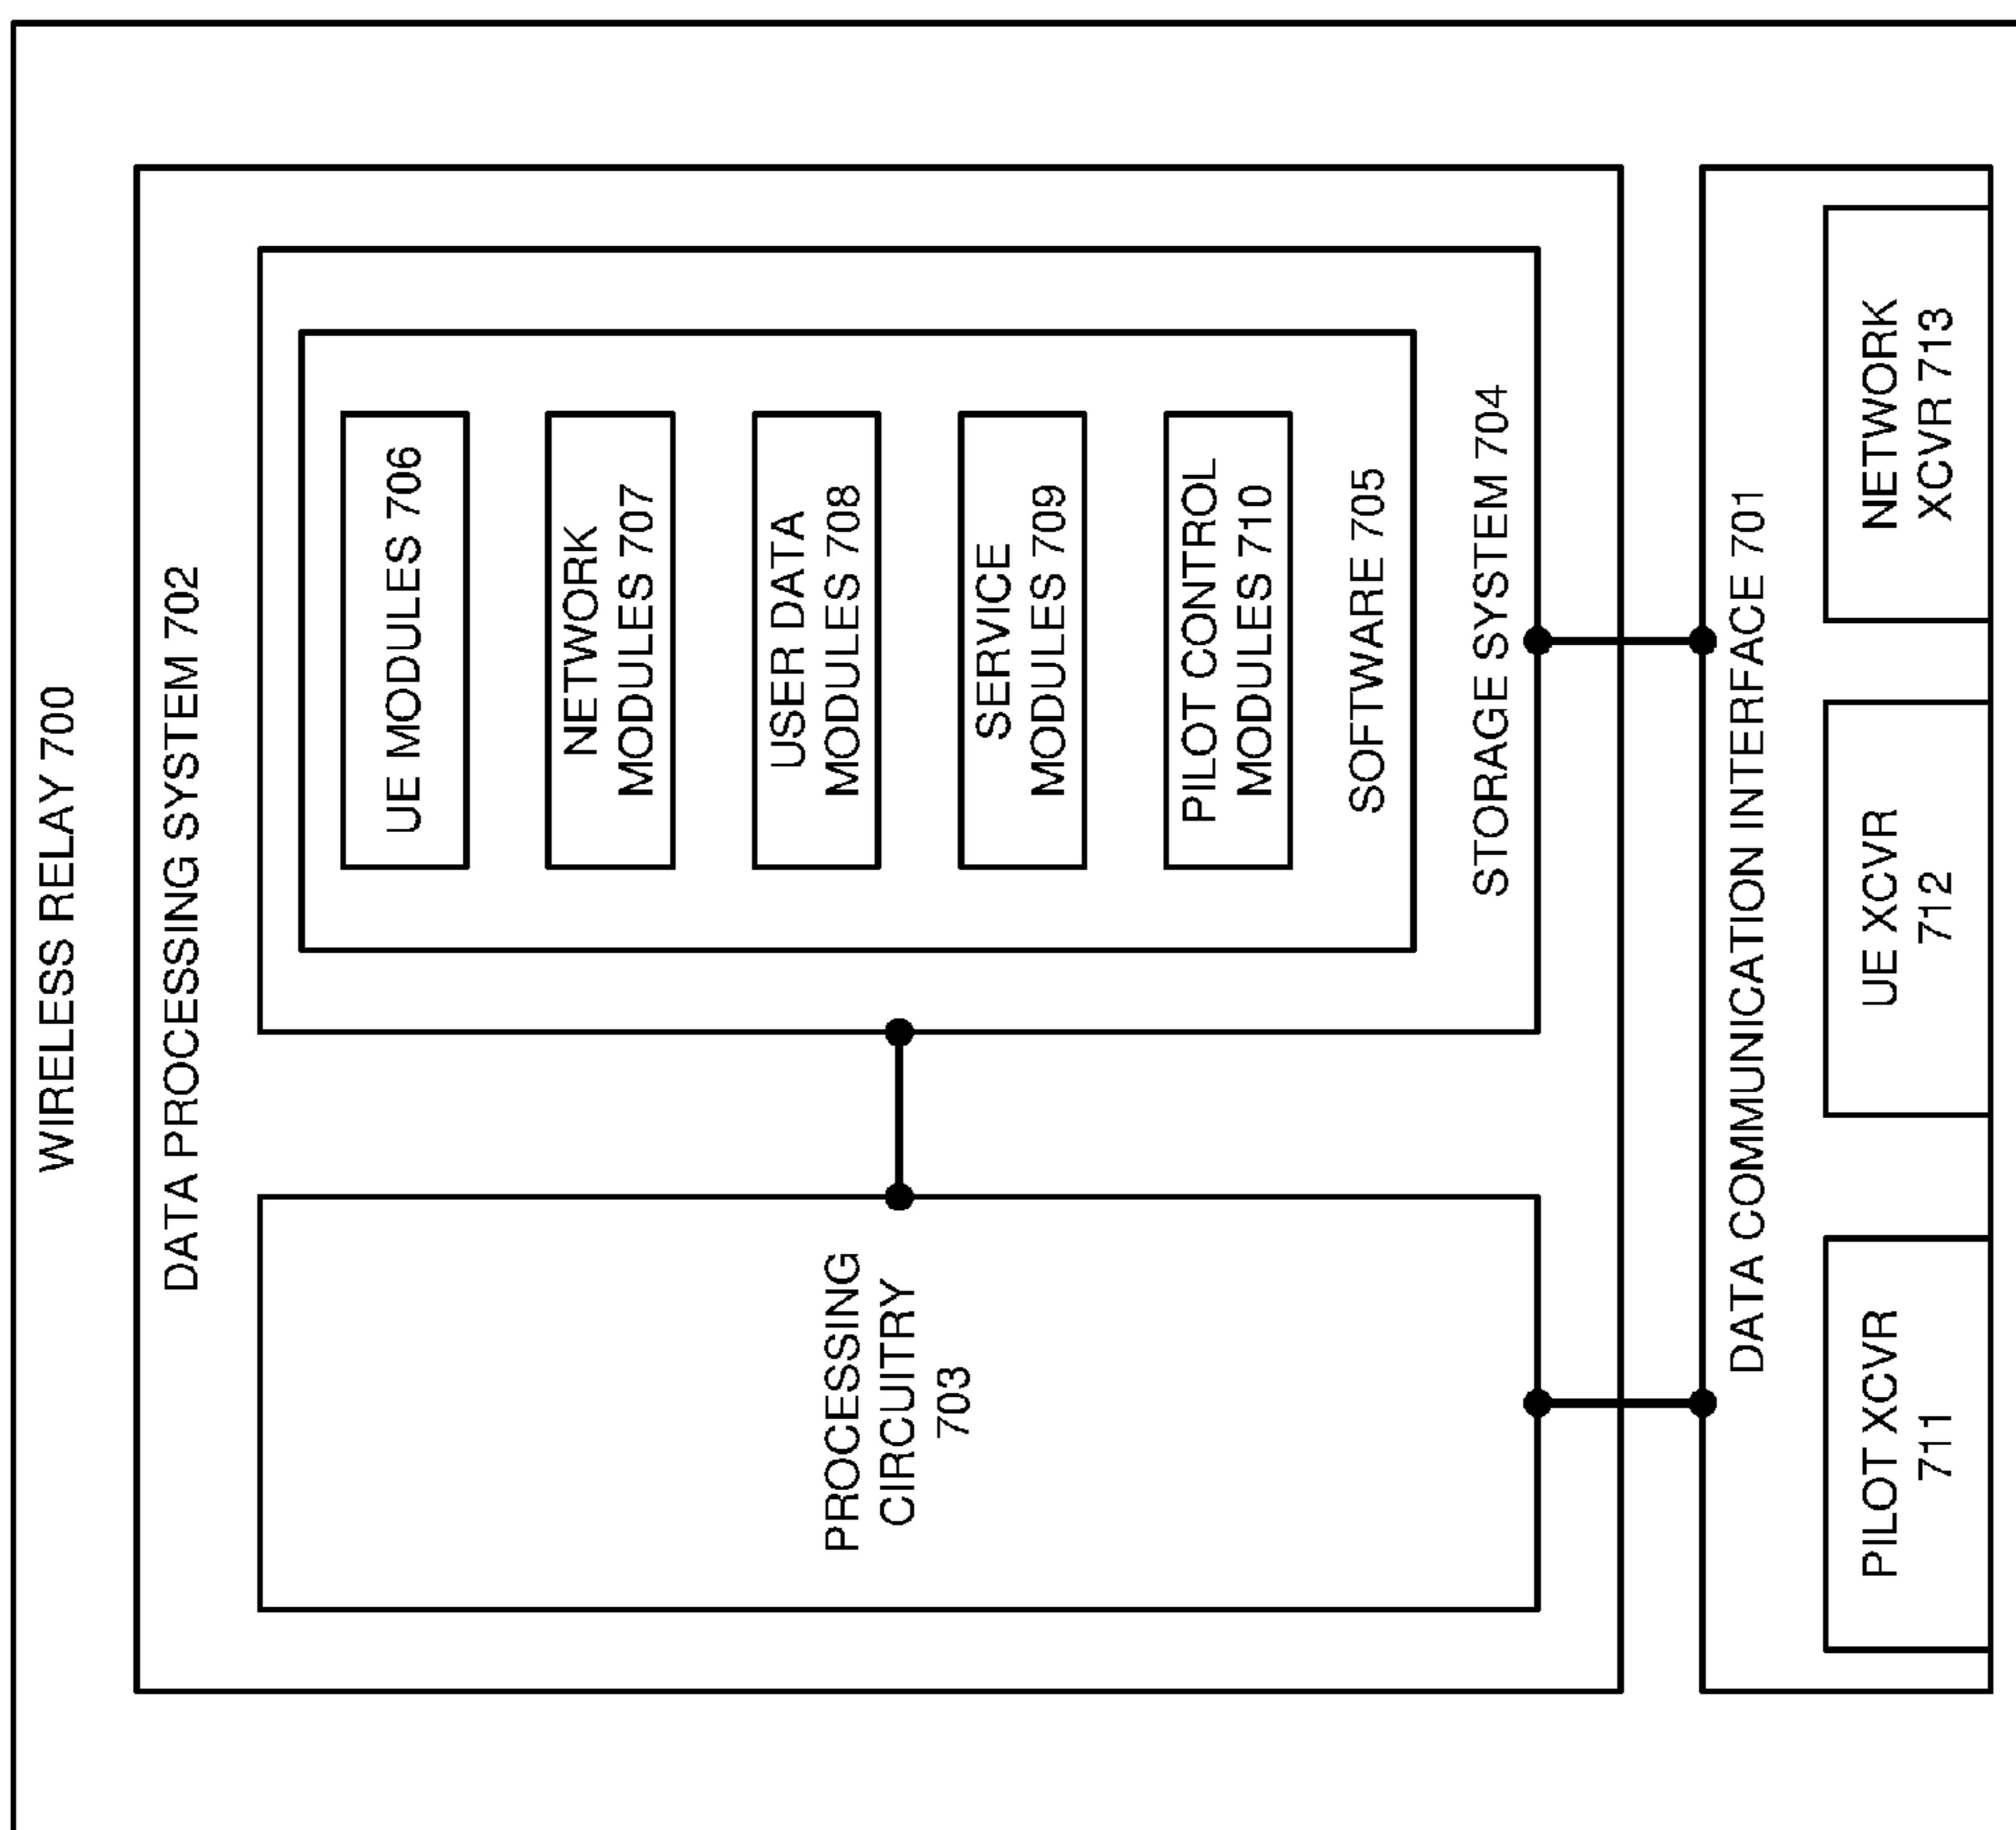 WIRELESS RELAY 700
DATA PROCESSING SYSTEM 702
PROCESSING
CIRCUITRY
703
UE MODULES 706
NETWORK
MODULES 707
USER DATA
MODULES 708
SERVICE
MODULES 709
PILOT CONTROL
MODULES 710
SOFTWARE 705
STORAGE SYSTEM 704
DATA COMMUNICATION INTERFACE 701
PILOT XCVR
711
UE XCVR
712
NETWORK
XCVR 713